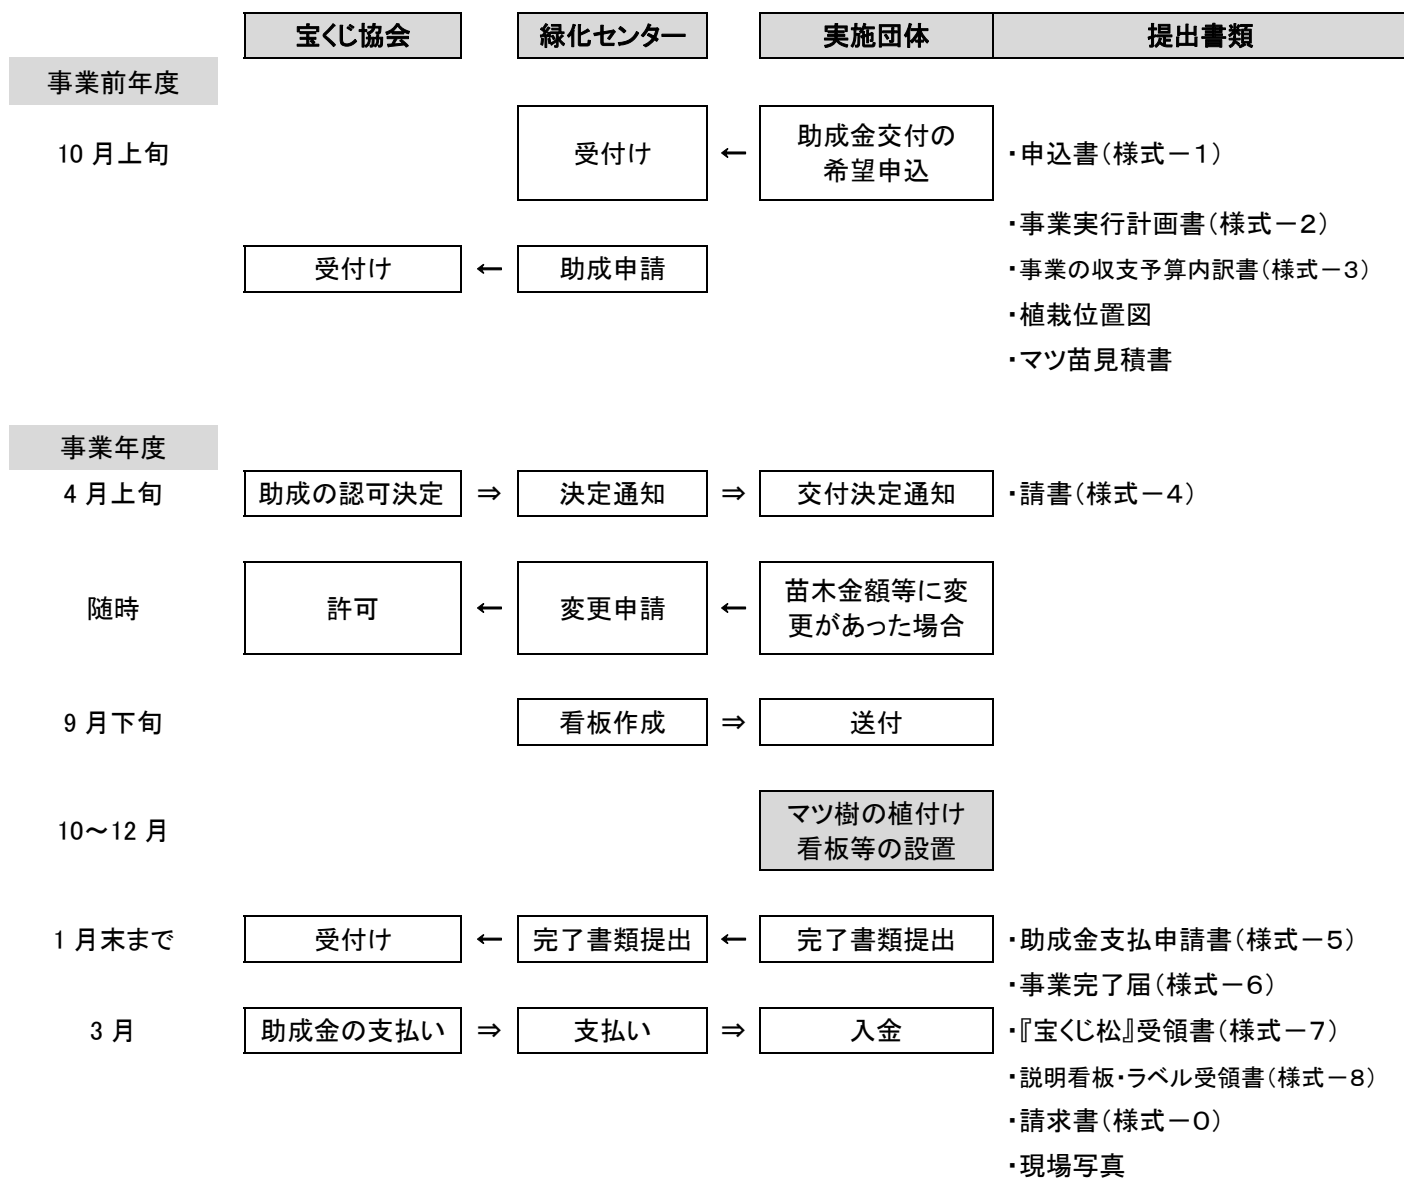 宝くじ協会 緑化センター 実施団体 提出書類
事業前年度
10 月上旬 受付け ← 助成金交付の
希望申込 ・申込書(様式－1)
・事業実行計画書(様式－2)
受付け ← 助成申請 ・事業の収支予算内訳書(様式－3)
・植栽位置図
・マツ苗見積書
事業年度
4 月上旬 助成の認可決定 ⇒ 決定通知 ⇒ 交付決定通知 ・請書(様式－4)
随時 許可 ← 変更申請 ← 苗木金額等に変
更があった場合
9 月下旬 看板作成 ⇒ 送付
10～12 月 マツ樹の植付け
看板等の設置
1 月末まで 受付け ← 完了書類提出 ← 完了書類提出 ・助成金支払申請書(様式－5)
・事業完了届(様式－6)
3 月 助成金の支払い ⇒ 支払い ⇒ 入金 ・『宝くじ松』受領書(様式－7)
・説明看板・ラベル受領書(様式－8)
・請求書(様式－0)
・現場写真